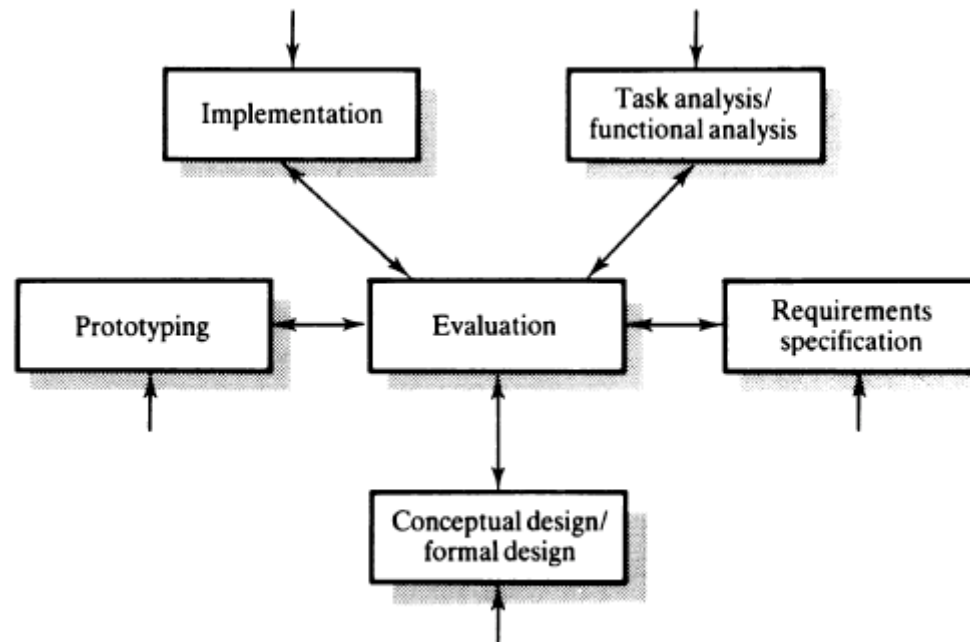 Implementation
Task analysis/
functional analysis
Prototyping
Evaluation
Requirements
specification
Conceptual design/
formal design